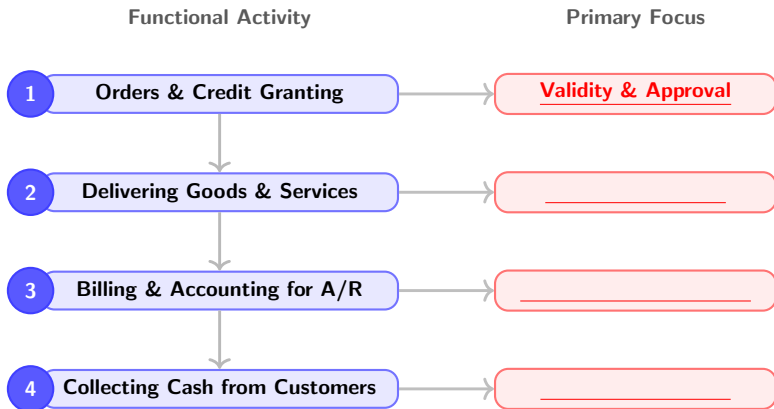 Functional Activity
Primary Focus
1
Orders & Credit Granting
Validity & Approval
2
Delivering Goods & Services
3
Billing & Accounting for A/R
4
Collecting Cash from Customers